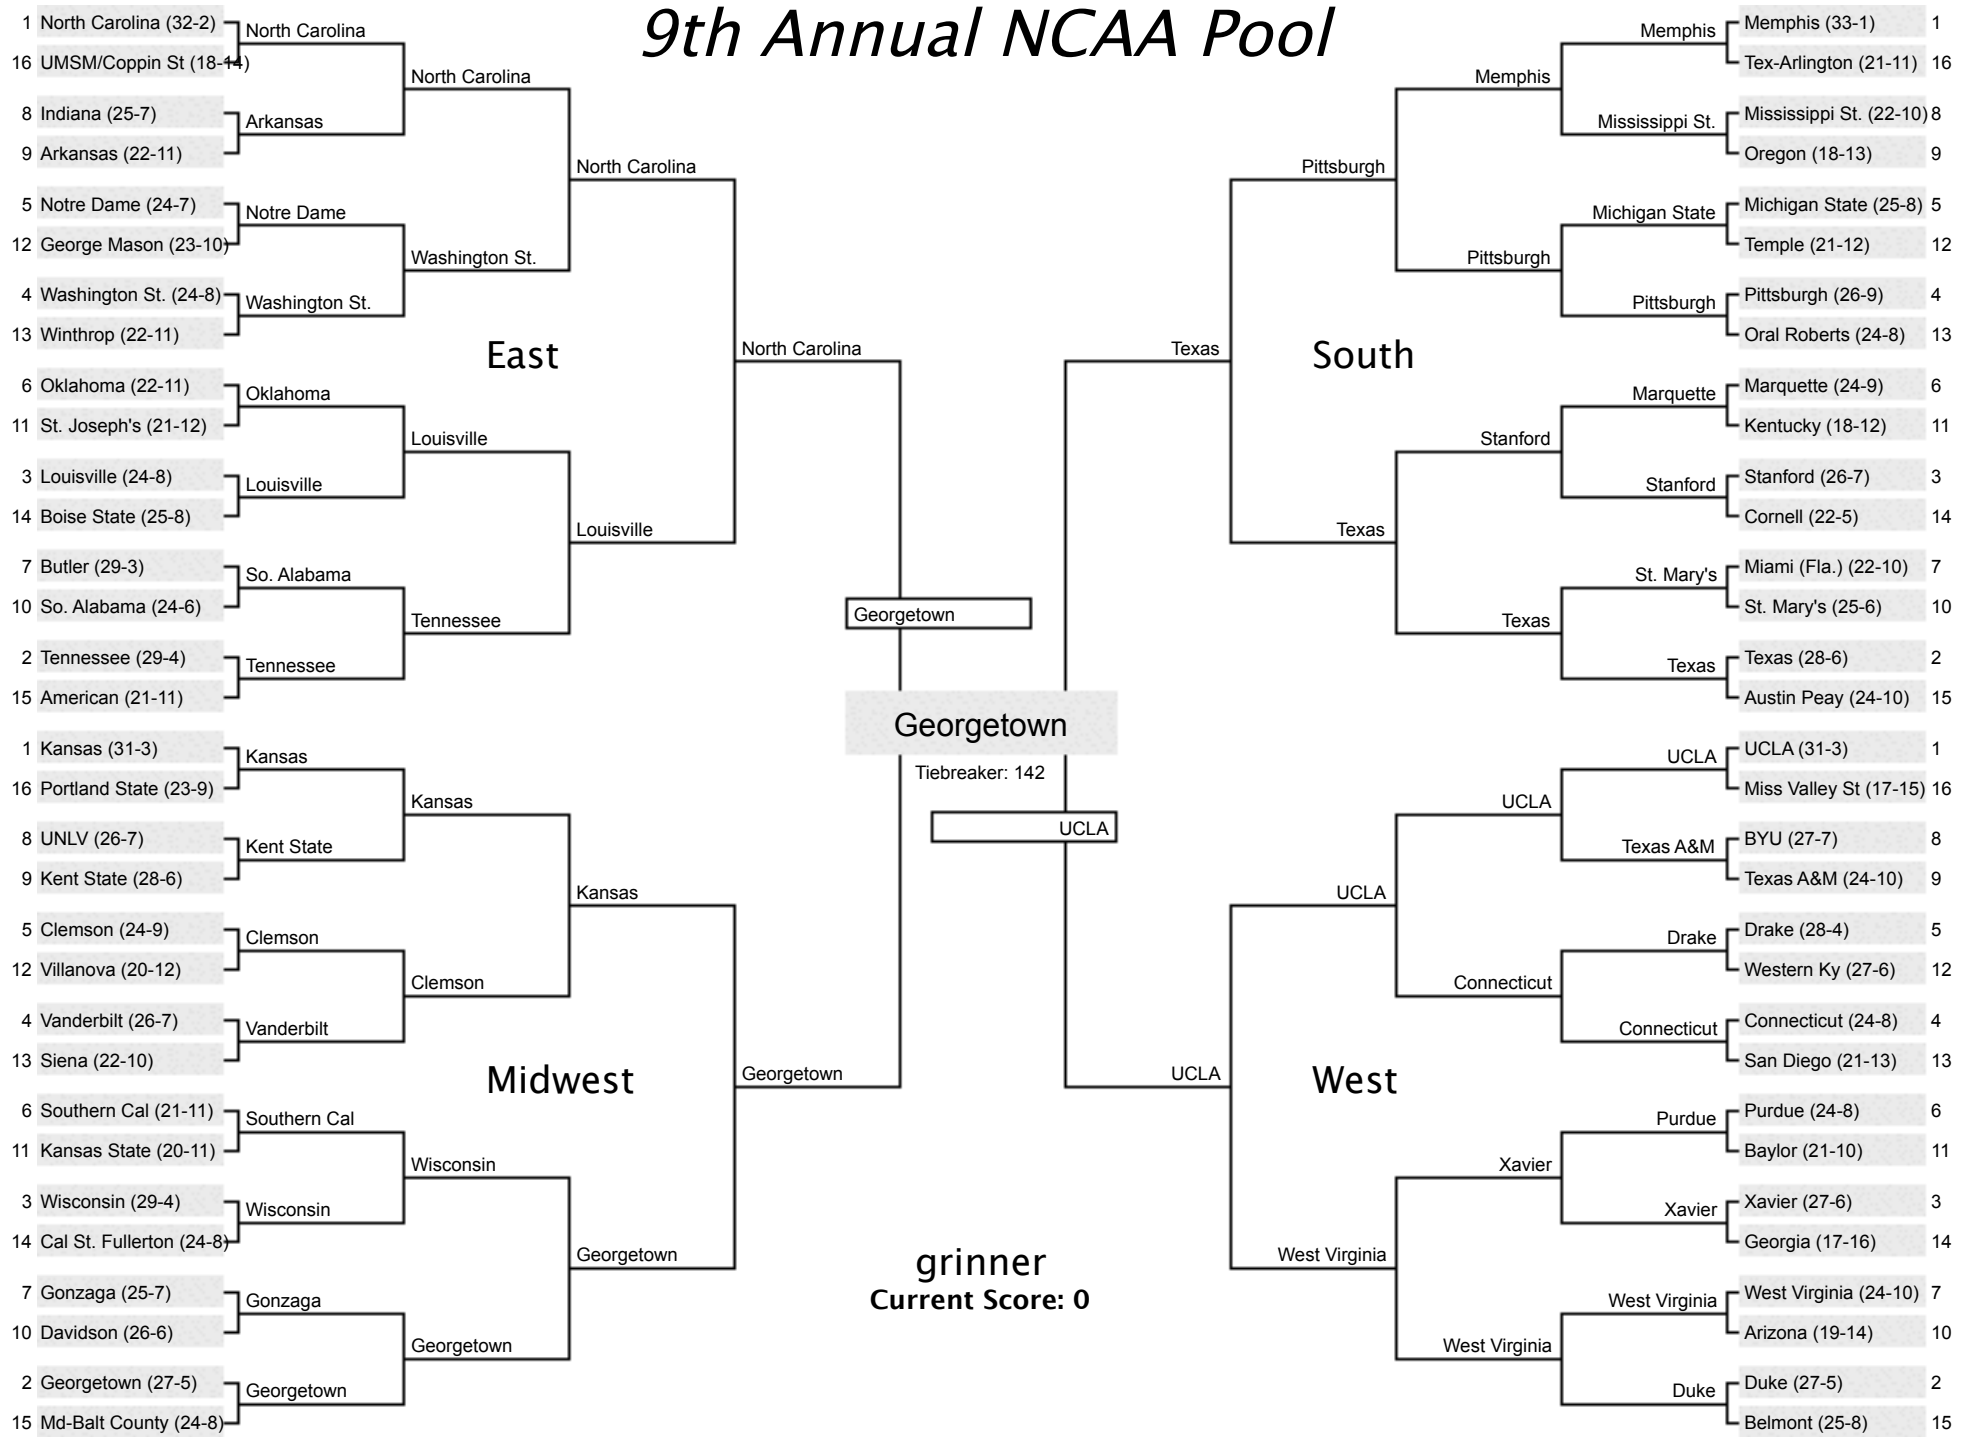 9th Annual NCAA Pool
1 North Carolina (32-2)
16 UMSM/Coppin St (18-14)
8 Indiana (25-7)
9 Arkansas (22-11)
5 Notre Dame (24-7)
12 George Mason (23-10)
4 Washington St. (24-8)
13 Winthrop (22-11)
6 Oklahoma (22-11)
11 St. Joseph's (21-12)
3 Louisville (24-8)
14 Boise State (25-8)
7 Butler (29-3)
10 So. Alabama (24-6)
2 Tennessee (29-4)
15 American (21-11)
North Carolina
Arkansas
Notre Dame
Washington St.
Oklahoma
Louisville
So. Alabama
Tennessee
North Carolina
Washington St.
Louisville
Tennessee
North Carolina
Louisville
East
North Carolina
1 Kansas (31-3)
16 Portland State (23-9)
8 UNLV (26-7)
9 Kent State (28-6)
5 Clemson (24-9)
12 Villanova (20-12)
4 Vanderbilt (26-7)
13 Siena (22-10)
6 Southern Cal (21-11)
11 Kansas State (20-11)
3 Wisconsin (29-4)
14 Cal St. Fullerton (24-8)
7 Gonzaga (25-7)
10 Davidson (26-6)
2 Georgetown (27-5)
15 Md-Balt County (24-8)
Kansas
Kent State
Clemson
Vanderbilt
Southern Cal
Wisconsin
Gonzaga
Georgetown
Kansas
Clemson
Wisconsin
Georgetown
Kansas
Georgetown
Midwest
Georgetown
Georgetown
Georgetown
Tiebreaker: 142
UCLA
grinner
Current Score: 0
Memphis (33-1) 1
Tex-Arlington (21-11) 16
Mississippi St. (22-10) 8
Oregon (18-13) 9
Michigan State (25-8) 5
Temple (21-12) 12
Pittsburgh (26-9) 4
Oral Roberts (24-8) 13
Marquette (24-9) 6
Kentucky (18-12) 11
Stanford (26-7) 3
Cornell (22-5) 14
Miami (Fla.) (22-10) 7
St. Mary's (25-6) 10
Texas (28-6) 2
Austin Peay (24-10) 15
Memphis
Mississippi St.
Michigan State
Pittsburgh
Marquette
Stanford
St. Mary's
Texas
Memphis
Pittsburgh
Stanford
Texas
Pittsburgh
Texas
South
Texas
UCLA (31-3) 1
Miss Valley St (17-15) 16
BYU (27-7) 8
Texas A&M (24-10) 9
Drake (28-4) 5
Western Ky (27-6) 12
Connecticut (24-8) 4
San Diego (21-13) 13
Purdue (24-8) 6
Baylor (21-10) 11
Xavier (27-6) 3
Georgia (17-16) 14
West Virginia (24-10) 7
Arizona (19-14) 10
Duke (27-5) 2
Belmont (25-8) 15
UCLA
Texas A&M
Drake
Connecticut
Purdue
Xavier
West Virginia
Duke
UCLA
Connecticut
Xavier
West Virginia
UCLA
West Virginia
West
UCLA